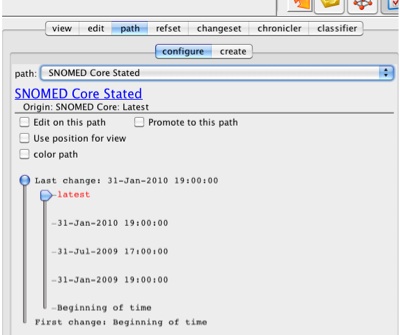 view edit path refset changeset chronicler classifier
configure create
path: SNOMED Core Stated
SNOMED Core Stated
Origin: SNOMED Core: Latest
Edit on this path Promote to this path
Use position for view
color path
Last change: 31-Jan-2010 19:00:00
latest
31-Jan-2010 19:00:00
31-Jul-2009 17:00:00
31-Jan-2009 19:00:00
Beginning of time
First change: Beginning of time